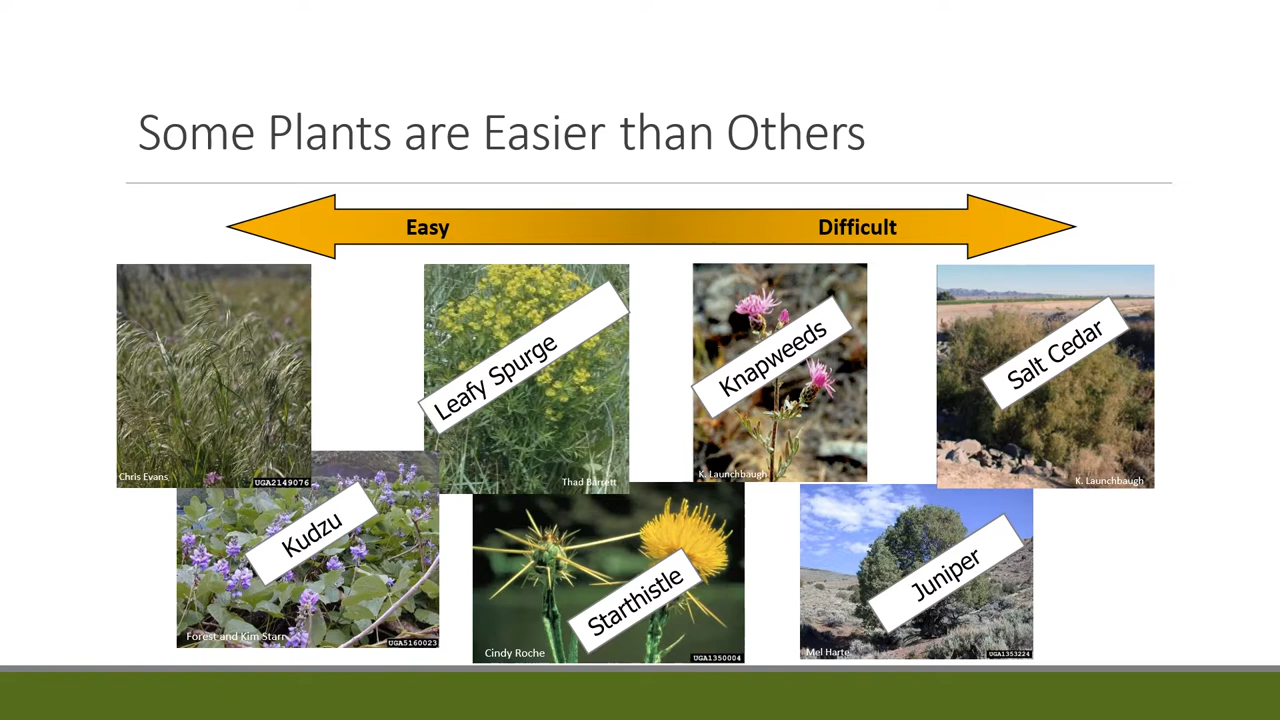 Some Plants are Easier than Others
Easy
Difficult
Leafy Spurge
Knapweeds
Salt Cedar
Chris Evans
UGA2149076
Thad Barrett
K. Launchbaugh
K. Launchbaugh
Kudzu
Starthistle
Juniper
Forest and Kim Starr
UGA5160023
Cindy Roche
UGA1350004
Mel Harte
UGA1353224